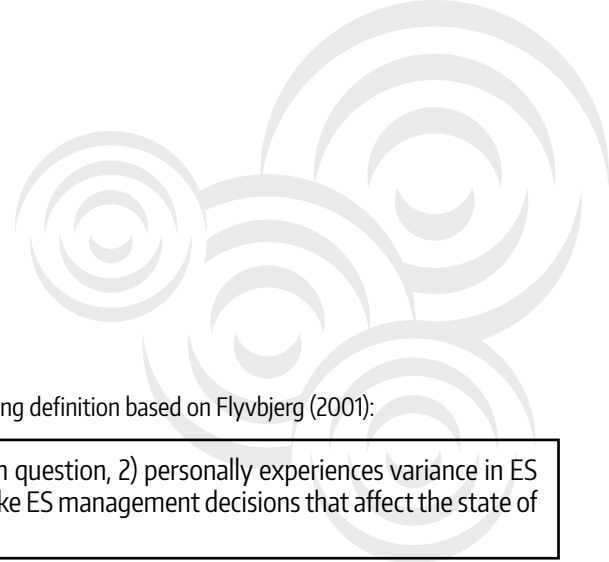 ng definition based on Flyvbjerg (2001):
n question, 2) personally experiences variance in ES
ke ES management decisions that affect the state of